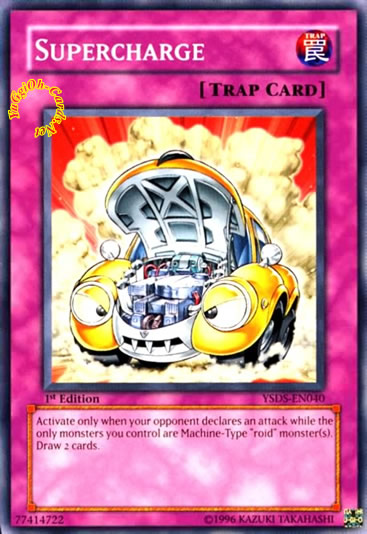 SUPERCHARGE
TRAP
罠
[TRAP CARD]
YuGiOh-Cards.Net
1st Edition
YSDS-EN040
Activate only when your opponent declares an attack while the
only monsters you control are Machine-Type "roid" monster(s).
Draw 2 cards.
77414722
©1996 KAZUKI TAKAHASHI